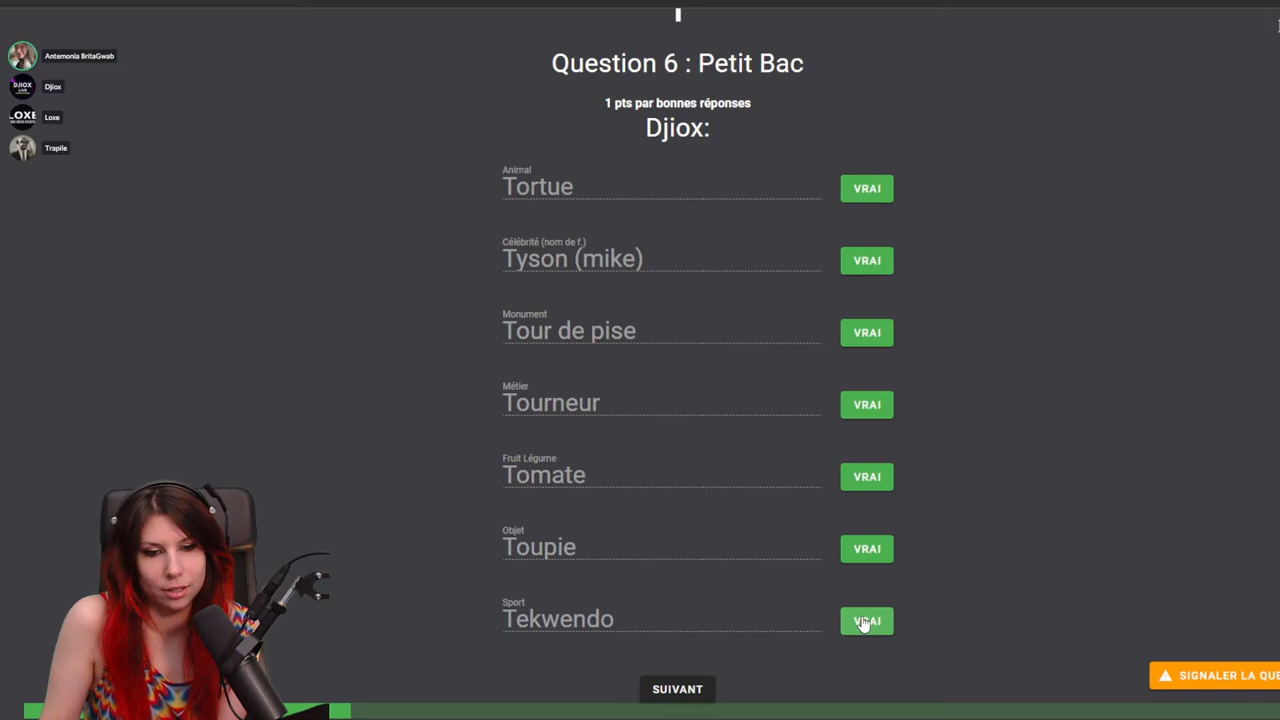 Antemonia BritaGwab
Djiox
Loxe
Trapile
Question 6 : Petit Bac
1 pts par bonnes réponses
Djiox:
Animal
Tortue
VRAI
Célébrité (nom de f.)
Tyson (mike)
VRAI
Monument
Tour de pise
VRAI
Métier
Tourneur
VRAI
Fruit Légume
Tomate
VRAI
Objet
Toupie
VRAI
Sport
Tekwendo
VRAI
SUIVANT
SIGNALER LA QUE